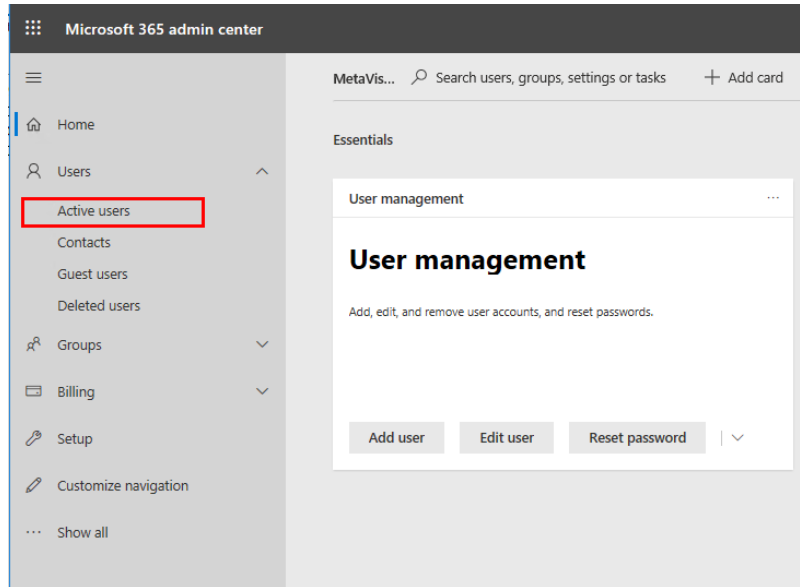 Microsoft 365 admin center
MetaVis... Search users, groups, settings or tasks + Add card
Home
Users
Active users
Contacts
Guest users
Deleted users
Groups
Billing
Setup
Customize navigation
... Show all
Essentials
User management ...
User management
Add, edit, and remove user accounts, and reset passwords.
Add user Edit user Reset password